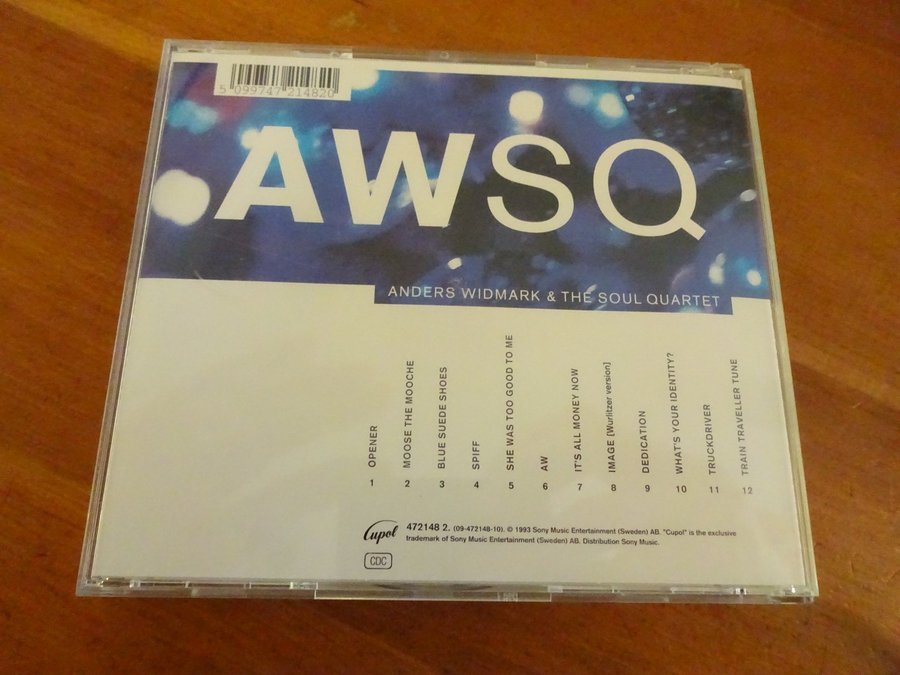 5 099747 214820
AWSQ
ANDERS WIDMARK & THE SOUL QUARTET
1 OPENER
2 MOOSE THE MOOCHE
3 BLUE SUEDE SHOES
4 SPIFF
5 SHE WAS TOO GOOD TO ME
6 AW
7 IT'S ALL MONEY NOW
8 IMAGE [Wurlitzer version]
9 DEDICATION
10 WHAT'S YOUR IDENTITY?
11 TRUCKDRIVER
12 TRAIN TRAVELLER TUNE
Cupol
472148 2. (09-472148-10). © 1993 Sony Music Entertainment (Sweden) AB. "Cupol" is the exclusive
trademark of Sony Music Entertainment (Sweden) AB. Distribution Sony Music.
CDC